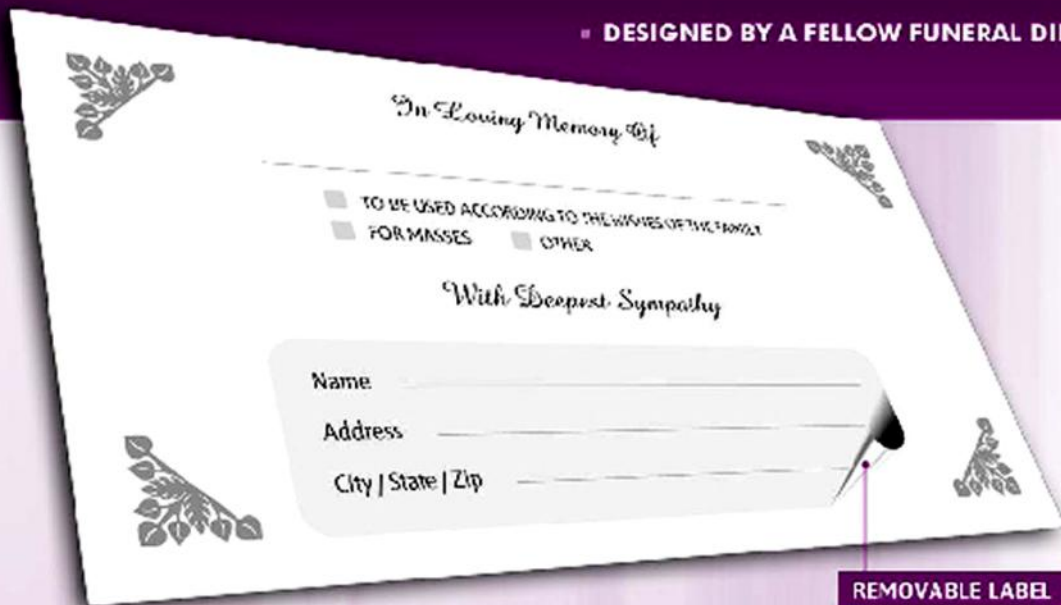 DESIGNED BY A FELLOW FUNERAL DI
In Loving Memory Of
TO BE USED ACCORDING TO THE WISHES OF THE FAMILY
FOR MASSES OTHER
With Deepest Sympathy
Name
Address
City | State | Zip
REMOVABLE LABEL